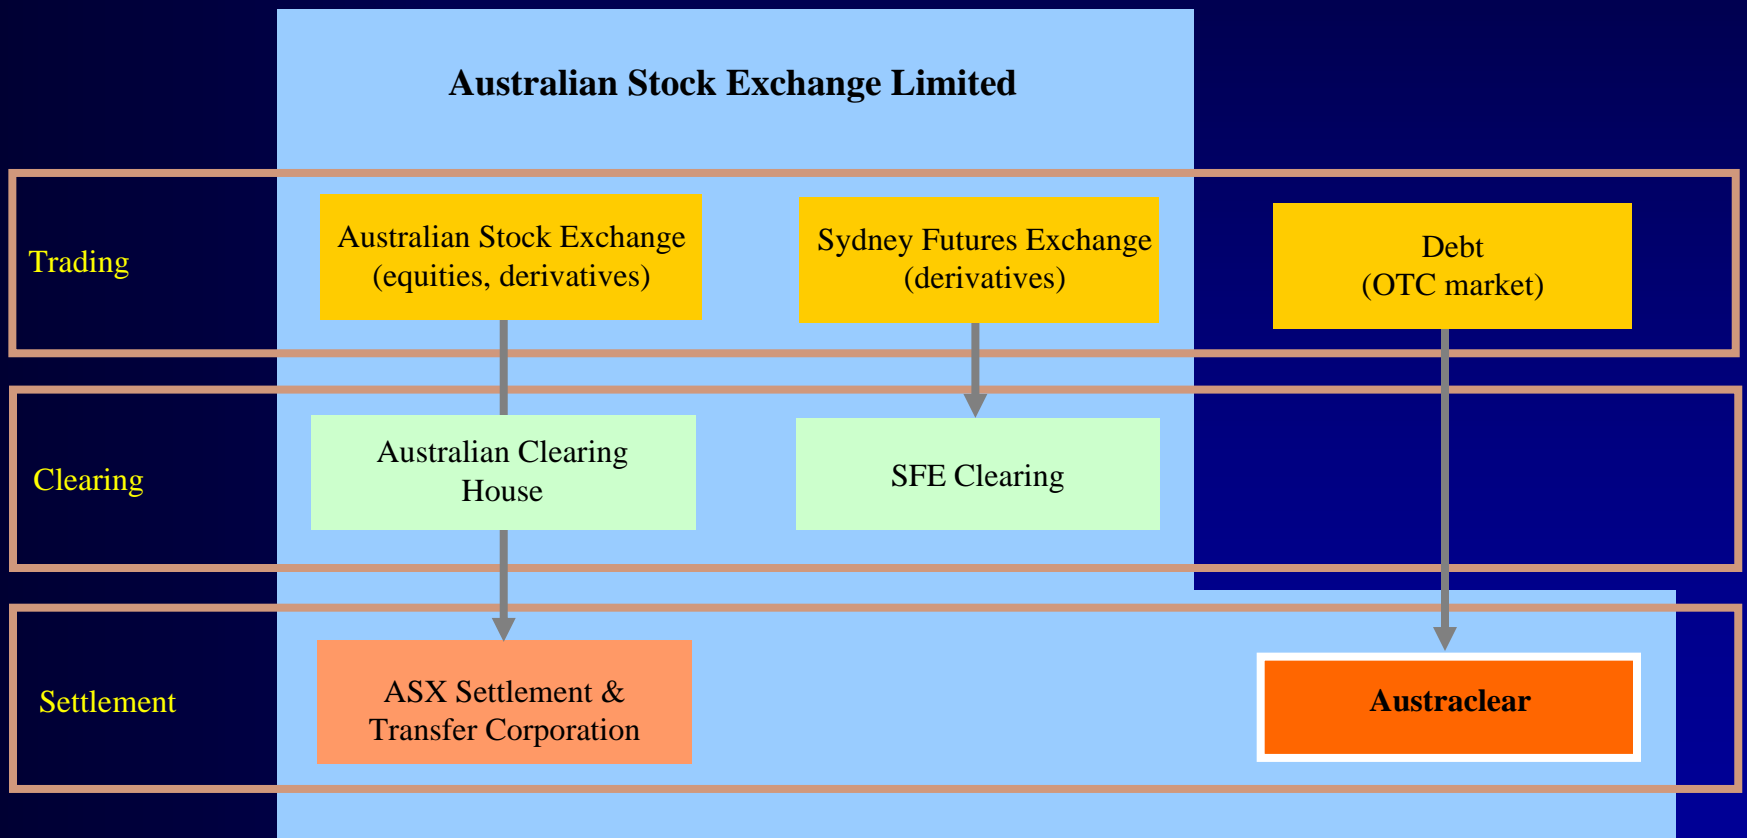 Australian Stock Exchange Limited
Trading
Australian Stock Exchange
(equities, derivatives)
Sydney Futures Exchange
(derivatives)
Debt
(OTC market)
Clearing
Australian Clearing
House
SFE Clearing
Settlement
ASX Settlement &
Transfer Corporation
Austraclear